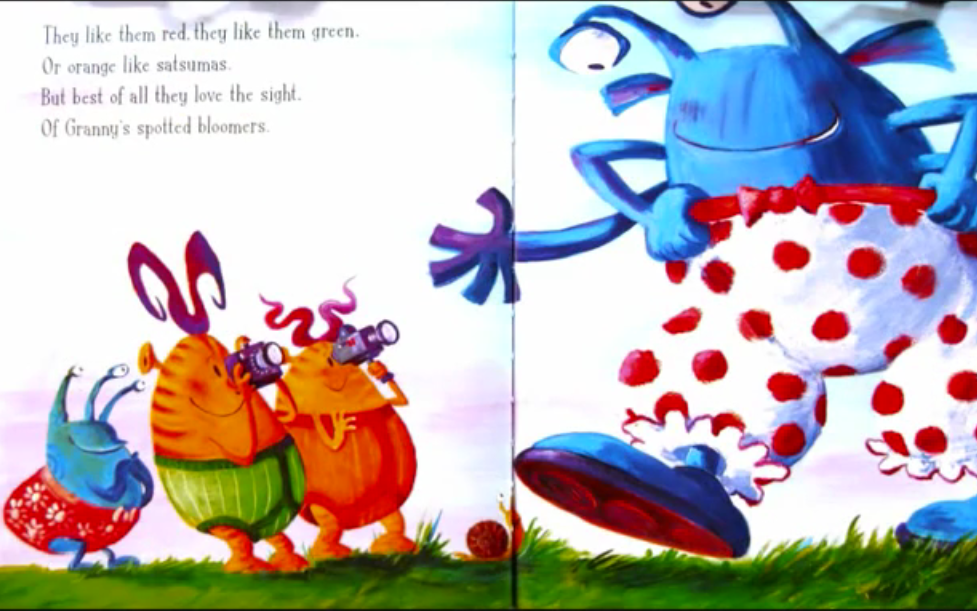 They like them red, they like them green.
Or orange like satsumas.
But best of all they love the sight.
Of Granny's spotted bloomers.